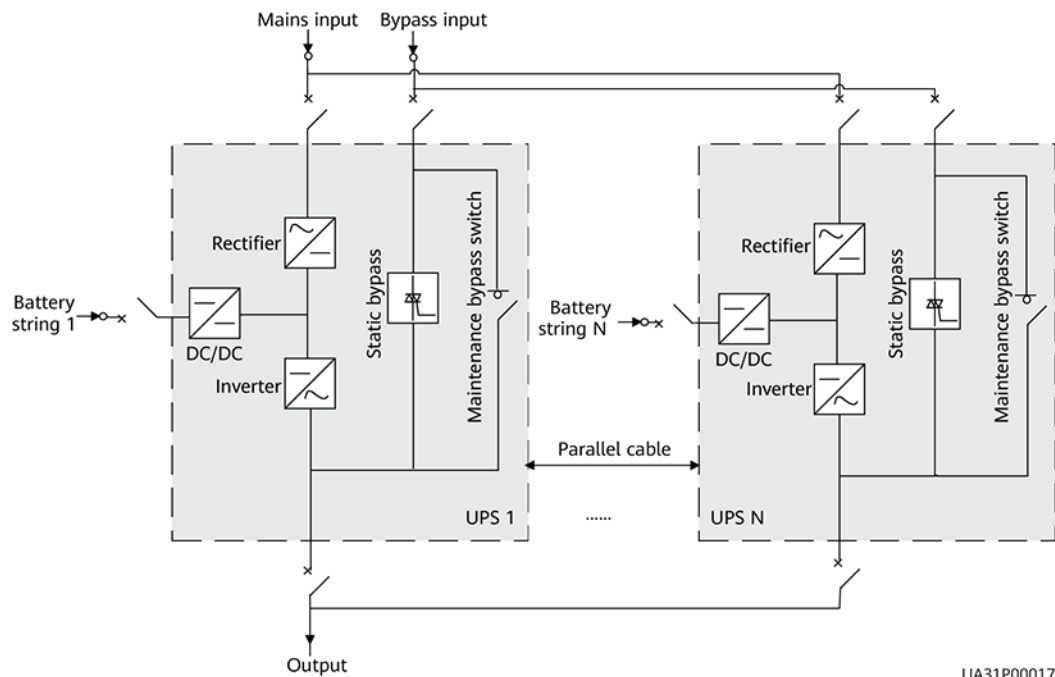 Mains input
Bypass input
Rectifier
Static bypass
Maintenance bypass switch
Battery
string 1
DC/DC
Inverter
UPS 1
Parallel cable
......
Rectifier
Static bypass
Maintenance bypass switch
Battery
string N
DC/DC
Inverter
UPS N
Output
UA31P00017